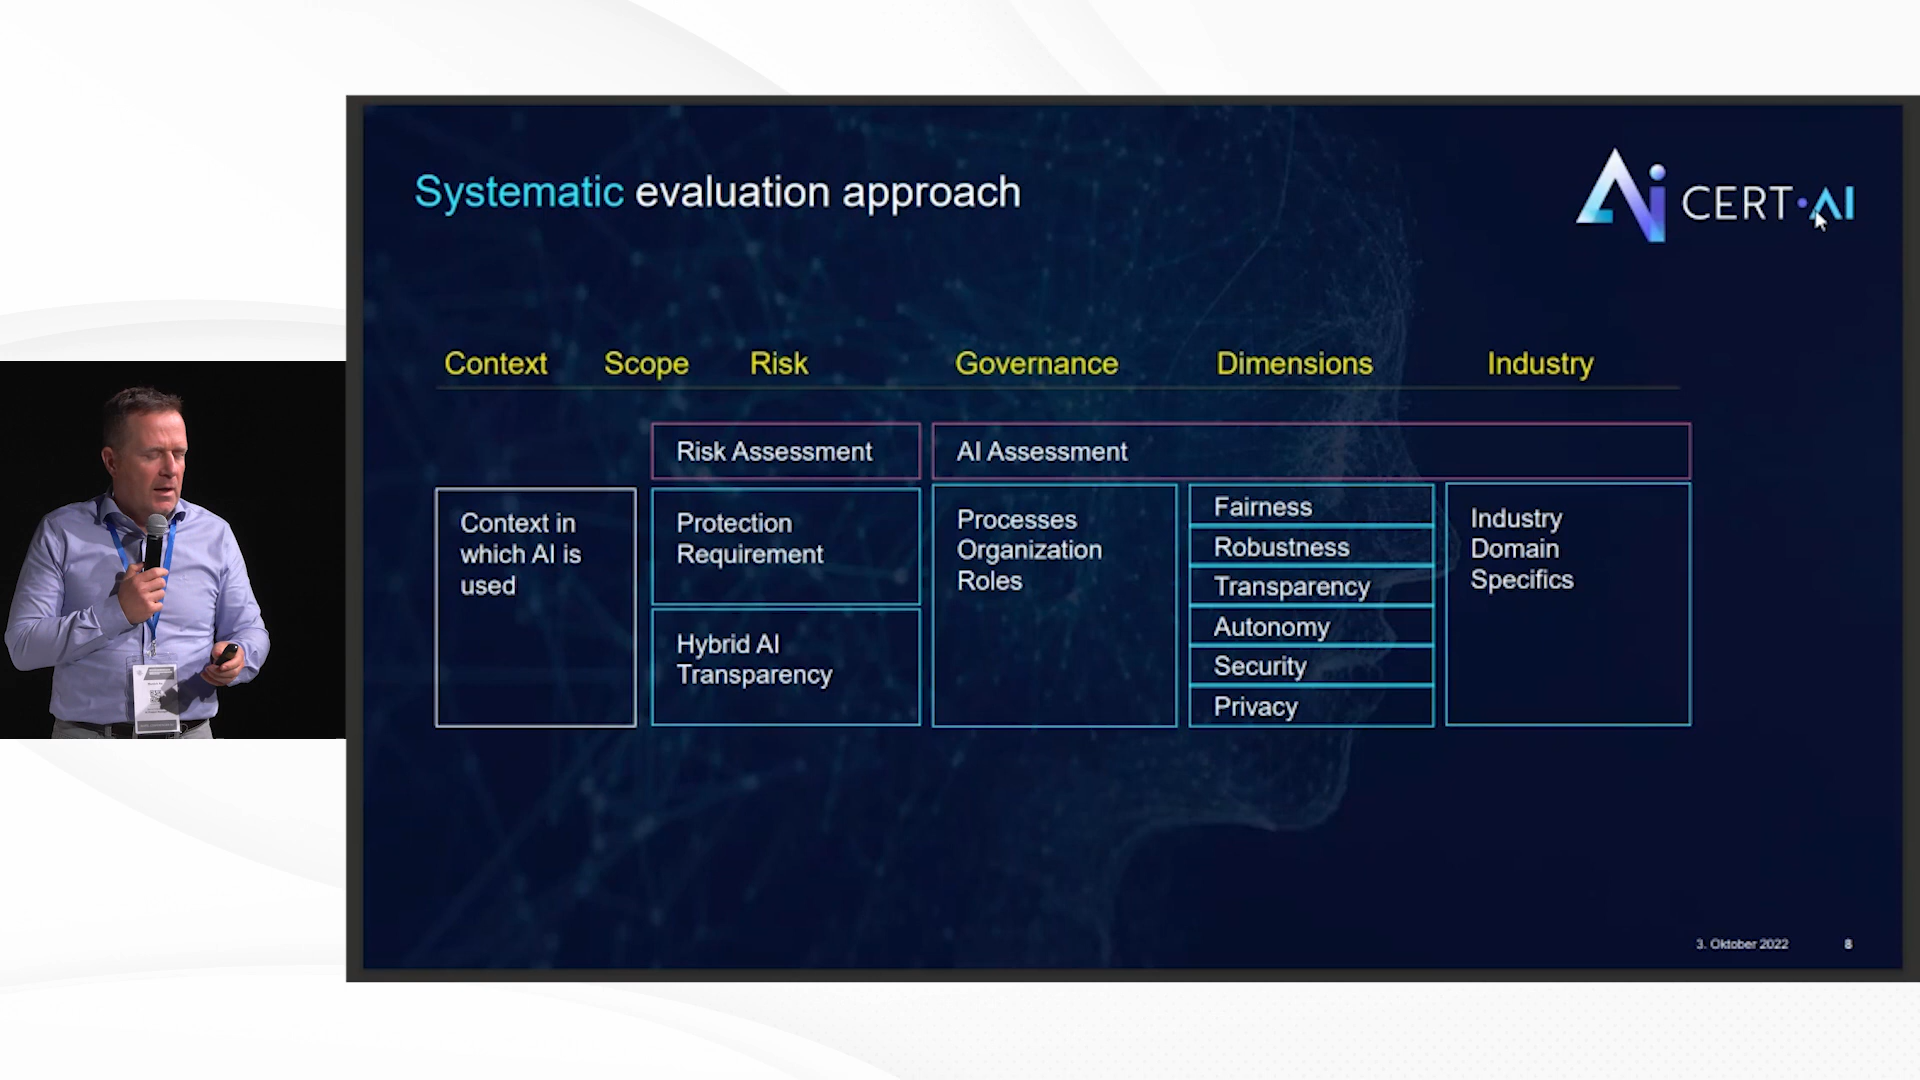 Systematic evaluation approach
Ai CERT·AI
Context Scope Risk Governance Dimensions Industry
Risk Assessment
AI Assessment
Context in
which AI is
used
Protection
Requirement
Hybrid AI
Transparency
Processes
Organization
Roles
Fairness
Robustness
Transparency
Autonomy
Security
Privacy
Industry
Domain
Specifics
3. Oktober 2022 8